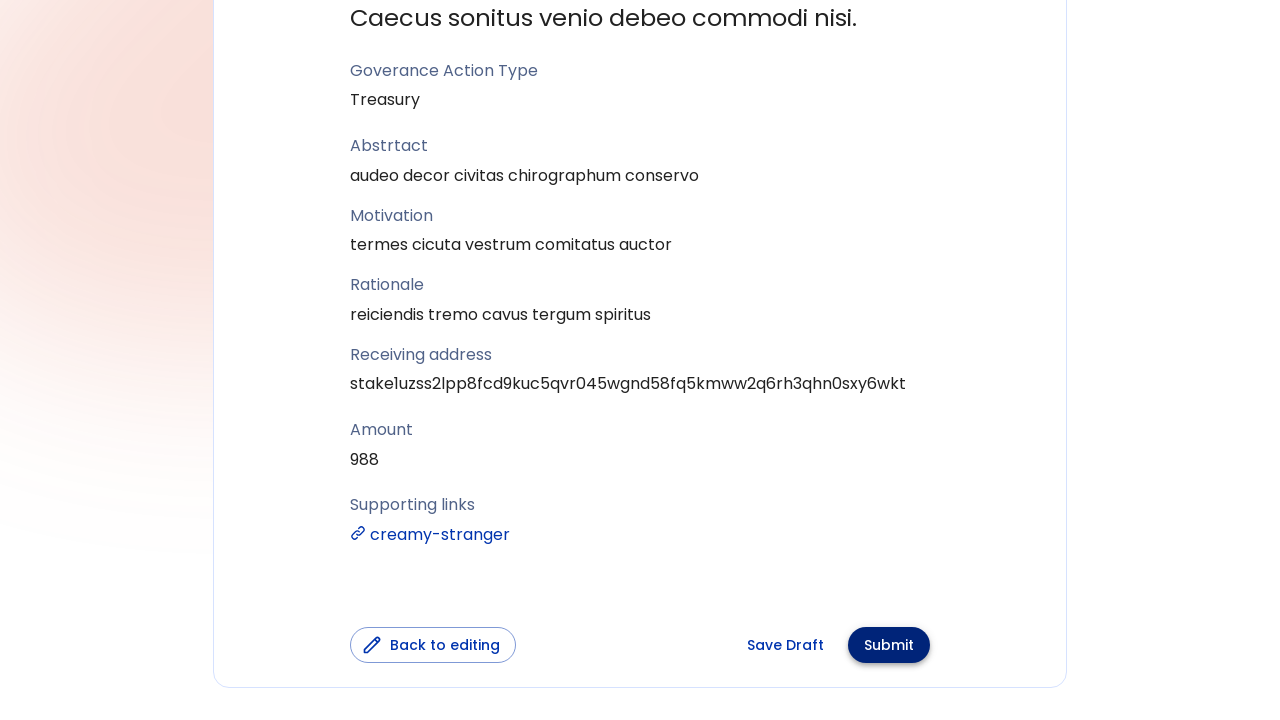 Caecus sonitus venio debeo commodi nisi.
Goverance Action Type
Treasury
Abstrtact
audeo decor civitas chirographum conservo
Motivation
termes cicuta vestrum comitatus auctor
Rationale
reiciendis tremo cavus tergum spiritus
Receiving address
stake1uzss2lpp8fcd9kuc5qvr045wgnd58fq5kmww2q6rh3qhn0sxy6wkt
Amount
988
Supporting links
creamy-stranger
Back to editing
Save Draft
Submit